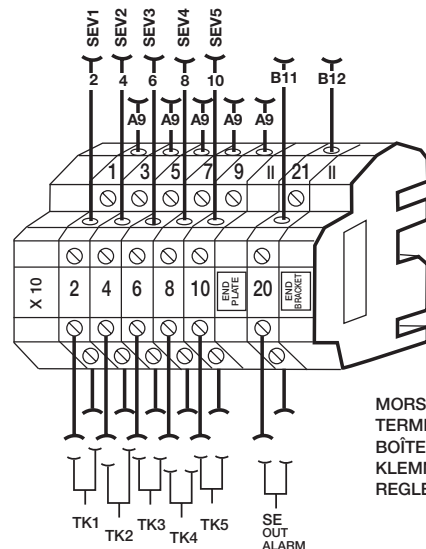 SEV1 SEV2 SEV3 SEV4 SEV5
2 4 6 8 10 B11 B12
A9 A9 A9 A9 A9
1 3 5 7 9 II 21 II
X 10 2 4 6 8 10 END PLATE 20 END BRACKET
MORS
TERMI
BOÎTE
KLEMM
REGLE
TK1 TK2 TK3 TK4 TK5 SE
OUT
ALARM